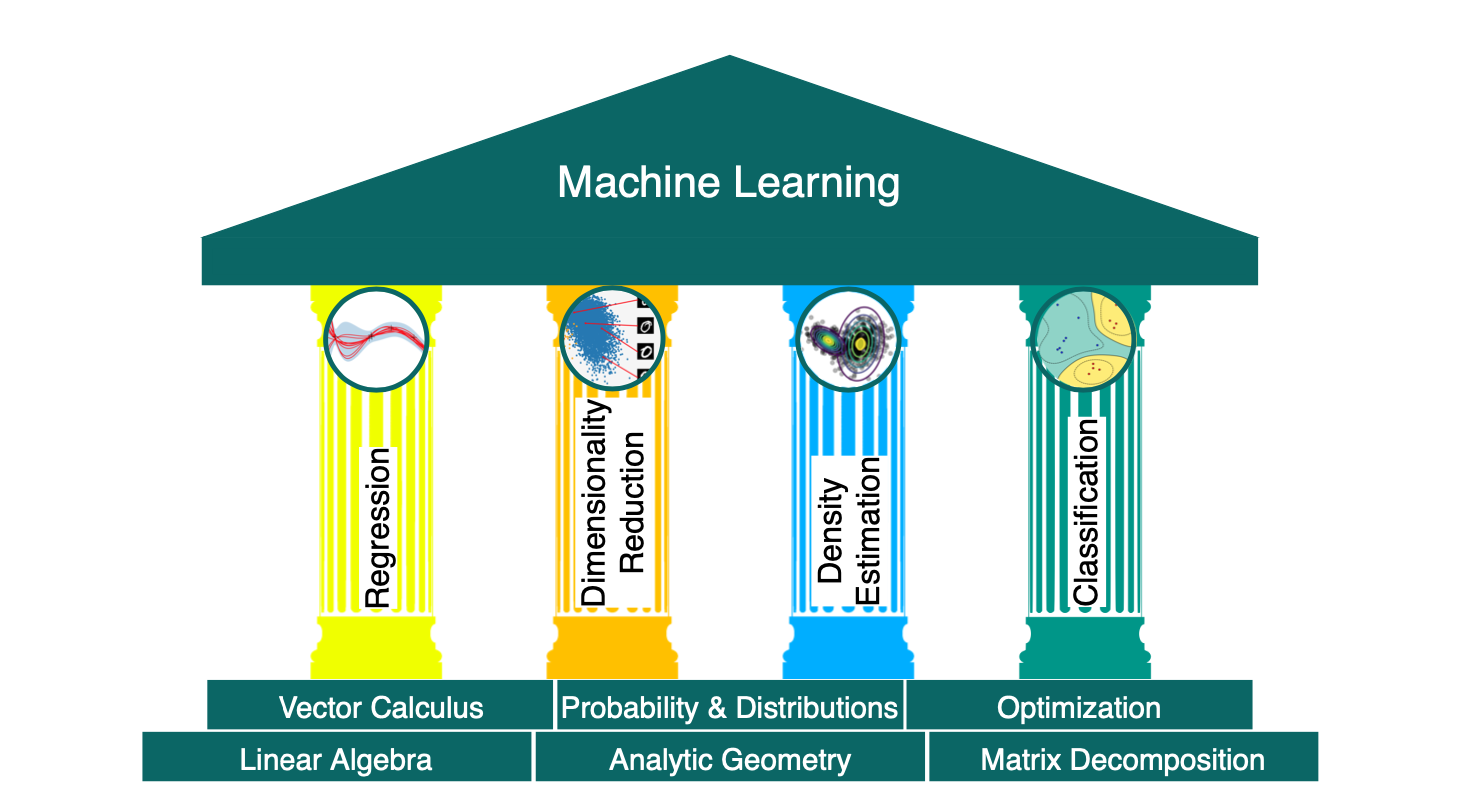 Machine Learning
Regression
Dimensionality
Reduction
Density
Estimation
Classification
Vector Calculus
Probability & Distributions
Optimization
Linear Algebra
Analytic Geometry
Matrix Decomposition